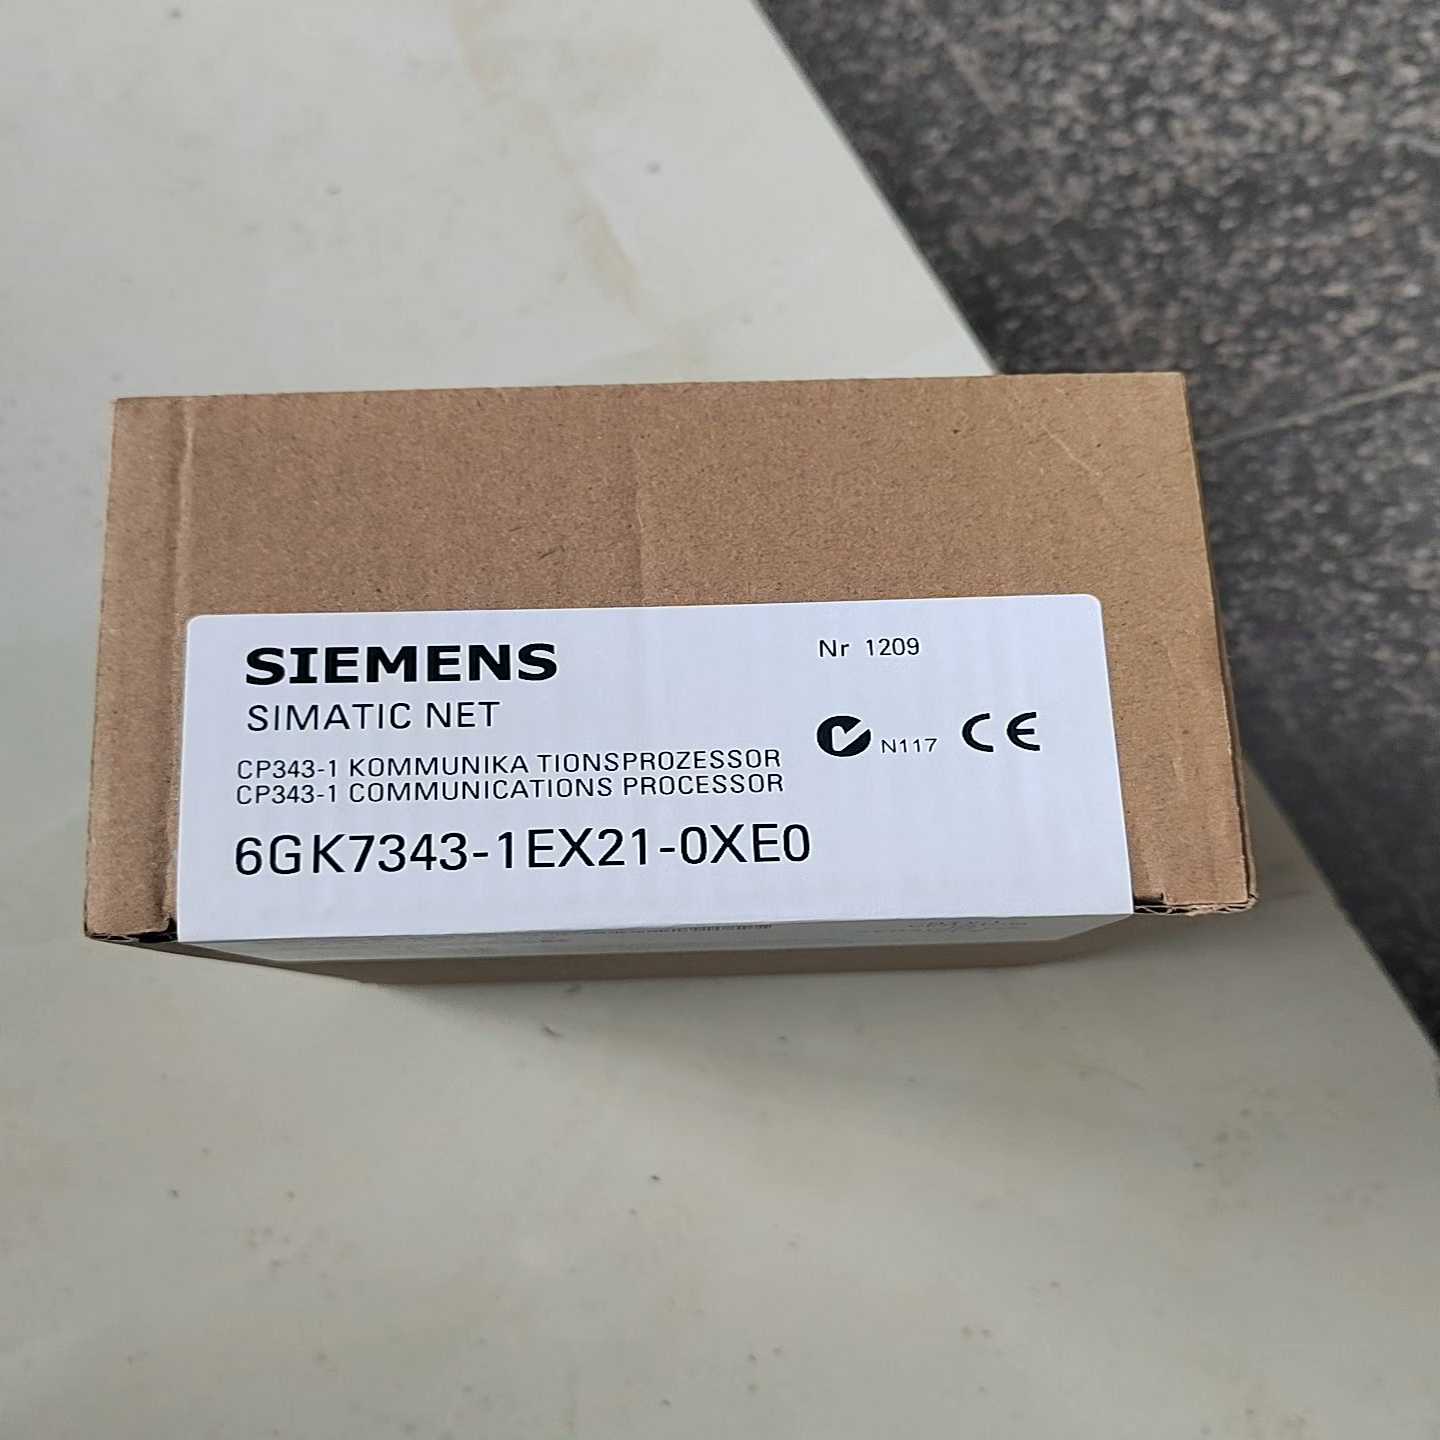 SIEMENS
Nr 1209
SIMATIC NET
N117 CE
CP343-1 KOMMUNIKA TIONSPROZESSOR
CP343-1 COMMUNICATIONS PROCESSOR
6GK7343-1EX21-0XE0